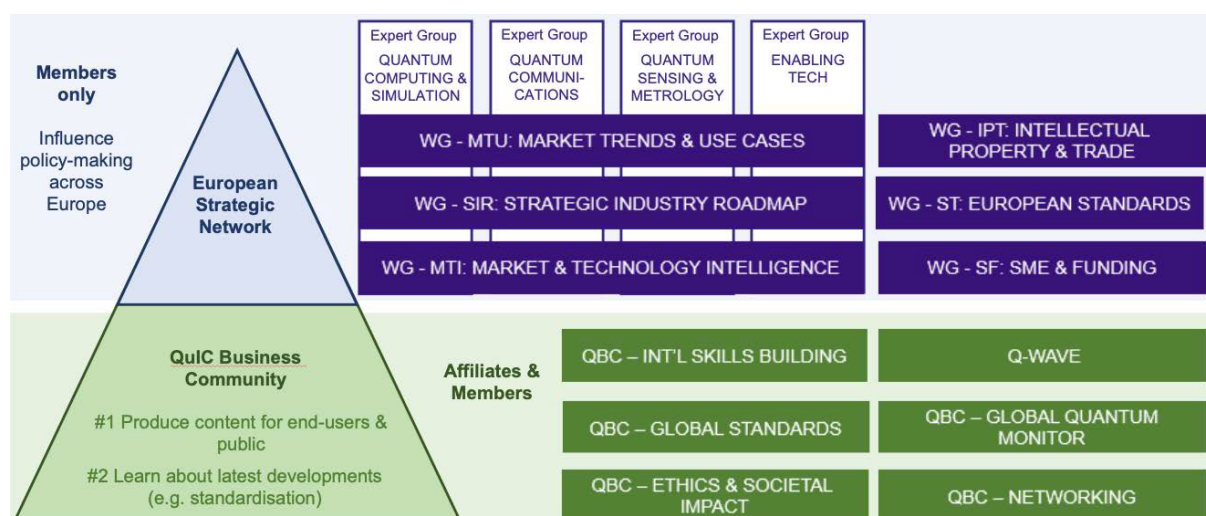 Members
only
Influence
policy-making
across
Europe
European
Strategic
Network
Expert Group
QUANTUM
COMPUTING &
SIMULATION
Expert Group
QUANTUM
COMMUNI-
CATIONS
Expert Group
QUANTUM
SENSING &
METROLOGY
Expert Group
ENABLING
TECH
WG - MTU: MARKET TRENDS & USE CASES
WG - IPT: INTELLECTUAL
PROPERTY & TRADE
WG - SIR: STRATEGIC INDUSTRY ROADMAP
WG - ST: EUROPEAN STANDARDS
WG - MTI: MARKET & TECHNOLOGY INTELLIGENCE
WG - SF: SME & FUNDING
QuIC Business
Community
#1 Produce content for end-users &
public
#2 Learn about latest developments
(e.g. standardisation)
Affiliates &
Members
QBC – INT'L SKILLS BUILDING
Q-WAVE
QBC – GLOBAL STANDARDS
QBC – GLOBAL QUANTUM
MONITOR
QBC – ETHICS & SOCIETAL
IMPACT
QBC – NETWORKING